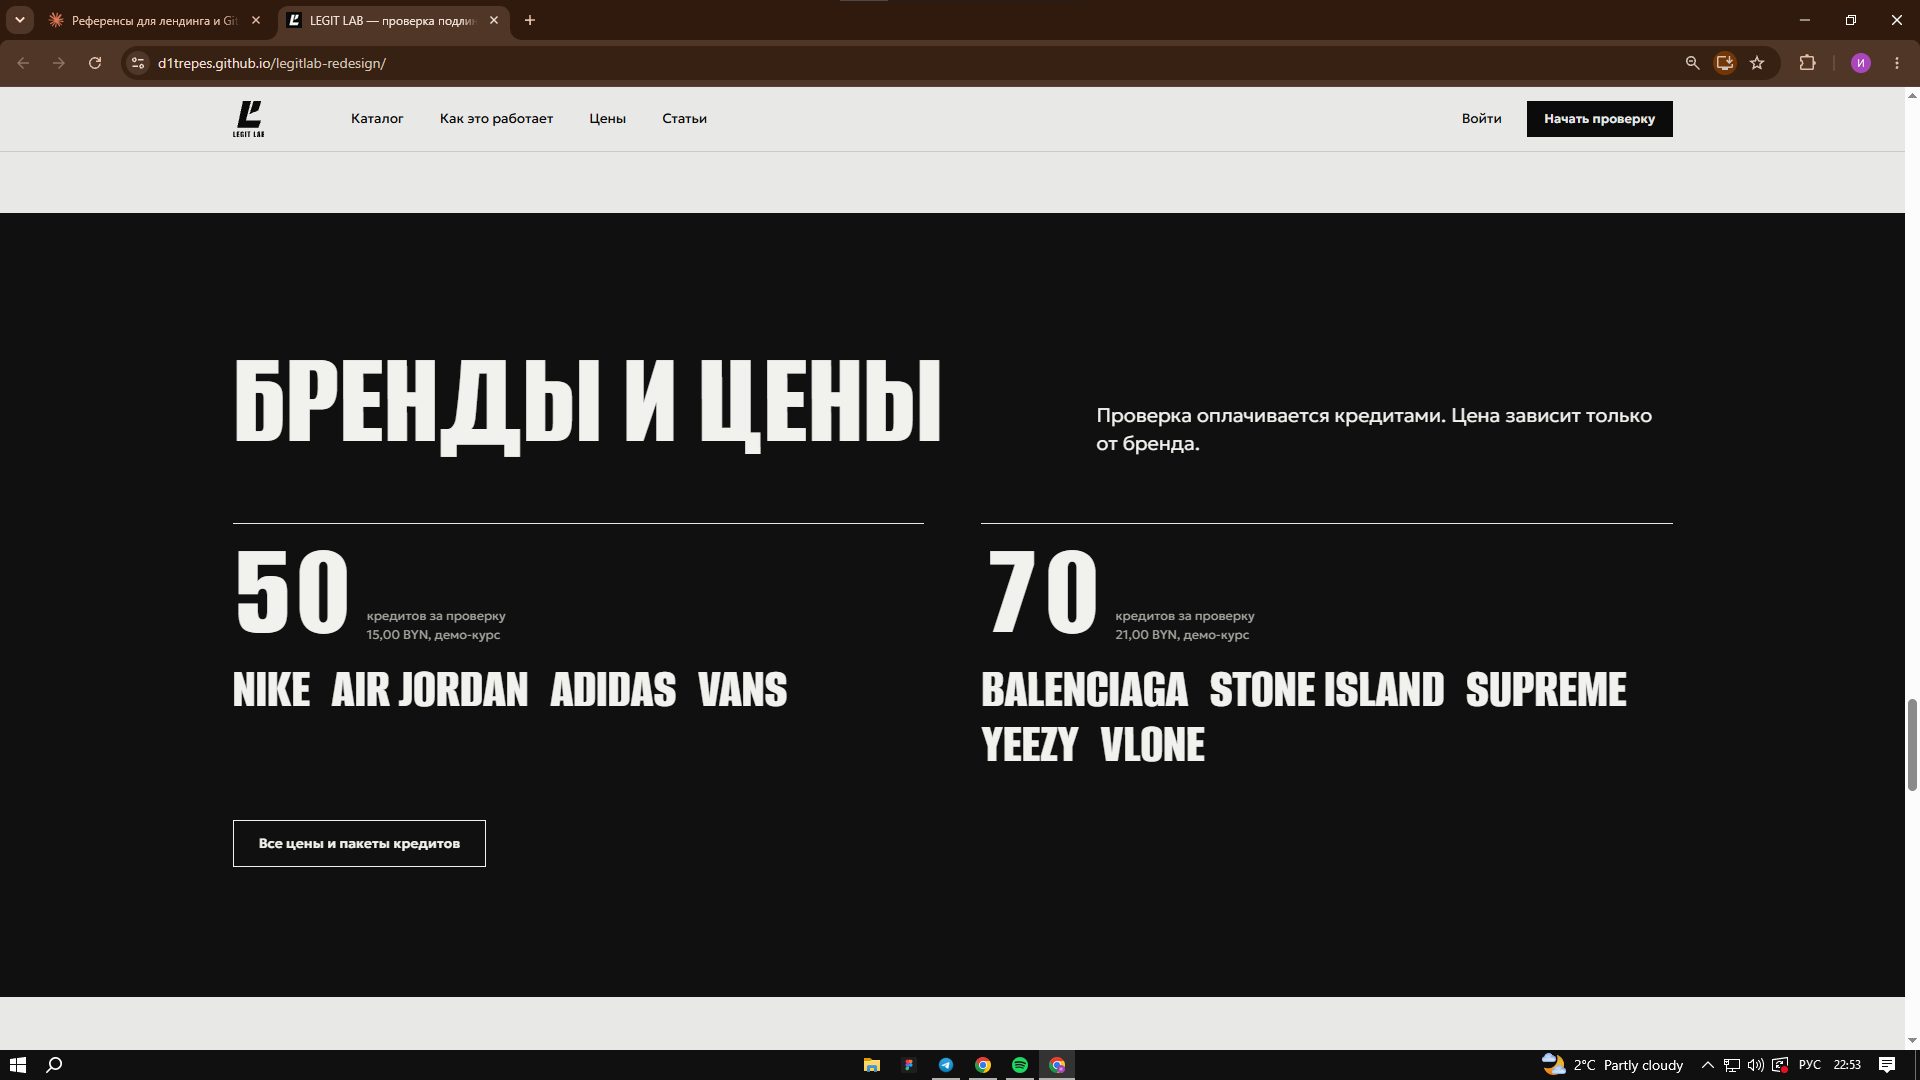 Референсы для лендинга и Git
LEGIT LAB — проверка подлин
d1trepes.github.io/legitlab-redesign/
И
LEGIT LAB
Каталог
Как это работает
Цены
Статьи
Войти
Начать проверку
БРЕНДЫ И ЦЕНЫ
Проверка оплачивается кредитами. Цена зависит только
от бренда.
50
кредитов за проверку
15,00 BYN, демо-курс
NIKE AIR JORDAN ADIDAS VANS
70
кредитов за проверку
21,00 BYN, демо-курс
BALENCIAGA STONE ISLAND SUPREME
YEEZY VLONE
Все цены и пакеты кредитов
2°C Partly cloudy
РУС
22:53